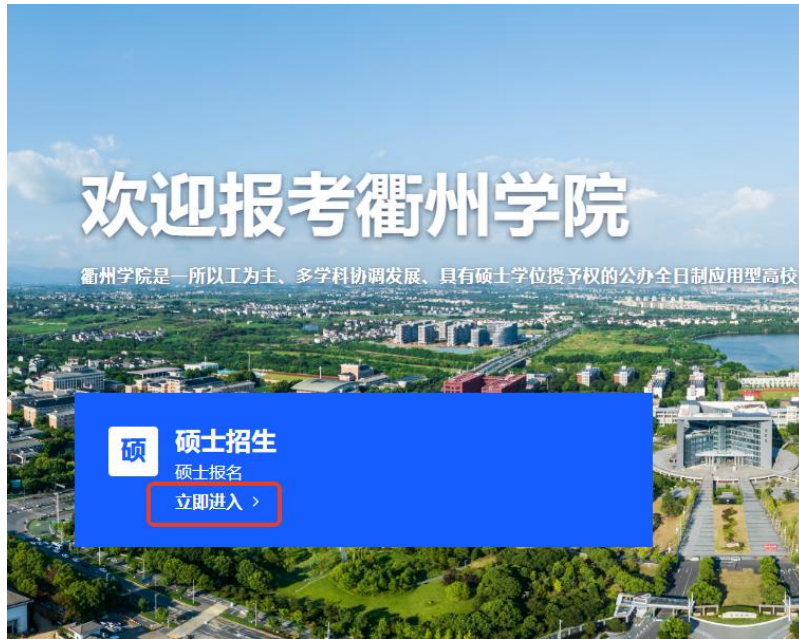 欢迎报考衢州学院
衢州学院是一所以工为主、多学科协调发展、具有硕士学位授予权的公办全日制应用型高校
硕
硕士招生
硕士报名
立即进入 >